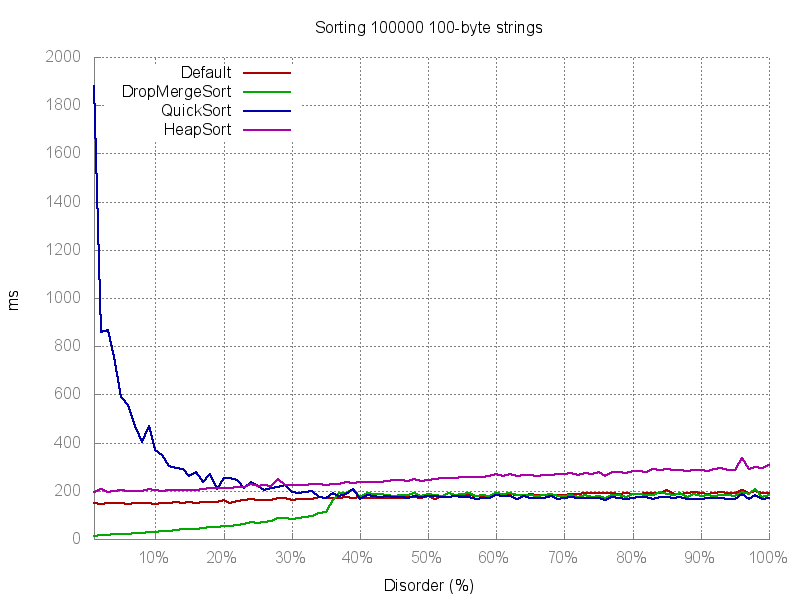 Sorting 100000 100-byte strings
2000
1800
1600
1400
1200
1000
800
600
400
200
0
ms
Default
DropMergeSort
QuickSort
HeapSort
10% 20% 30% 40% 50% 60% 70% 80% 90% 100%
Disorder (%)